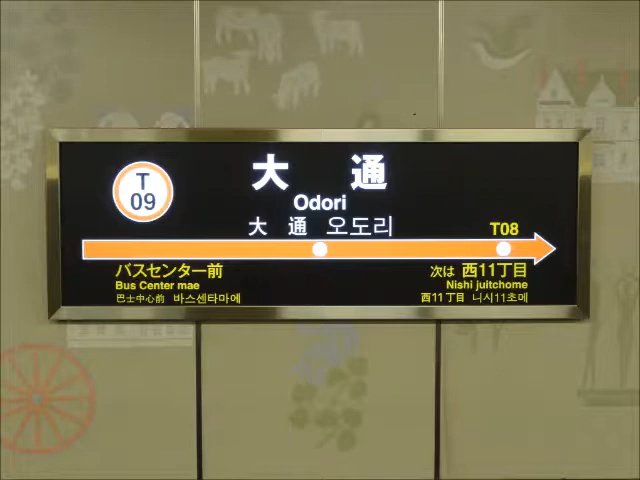 T
09
大 通
Odori
大 通 오도리
T08
バスセンター前
Bus Center mae
巴士中心前 바스센타마에
次は 西11丁目
Nishi juitchome
西11丁目 니시11초메